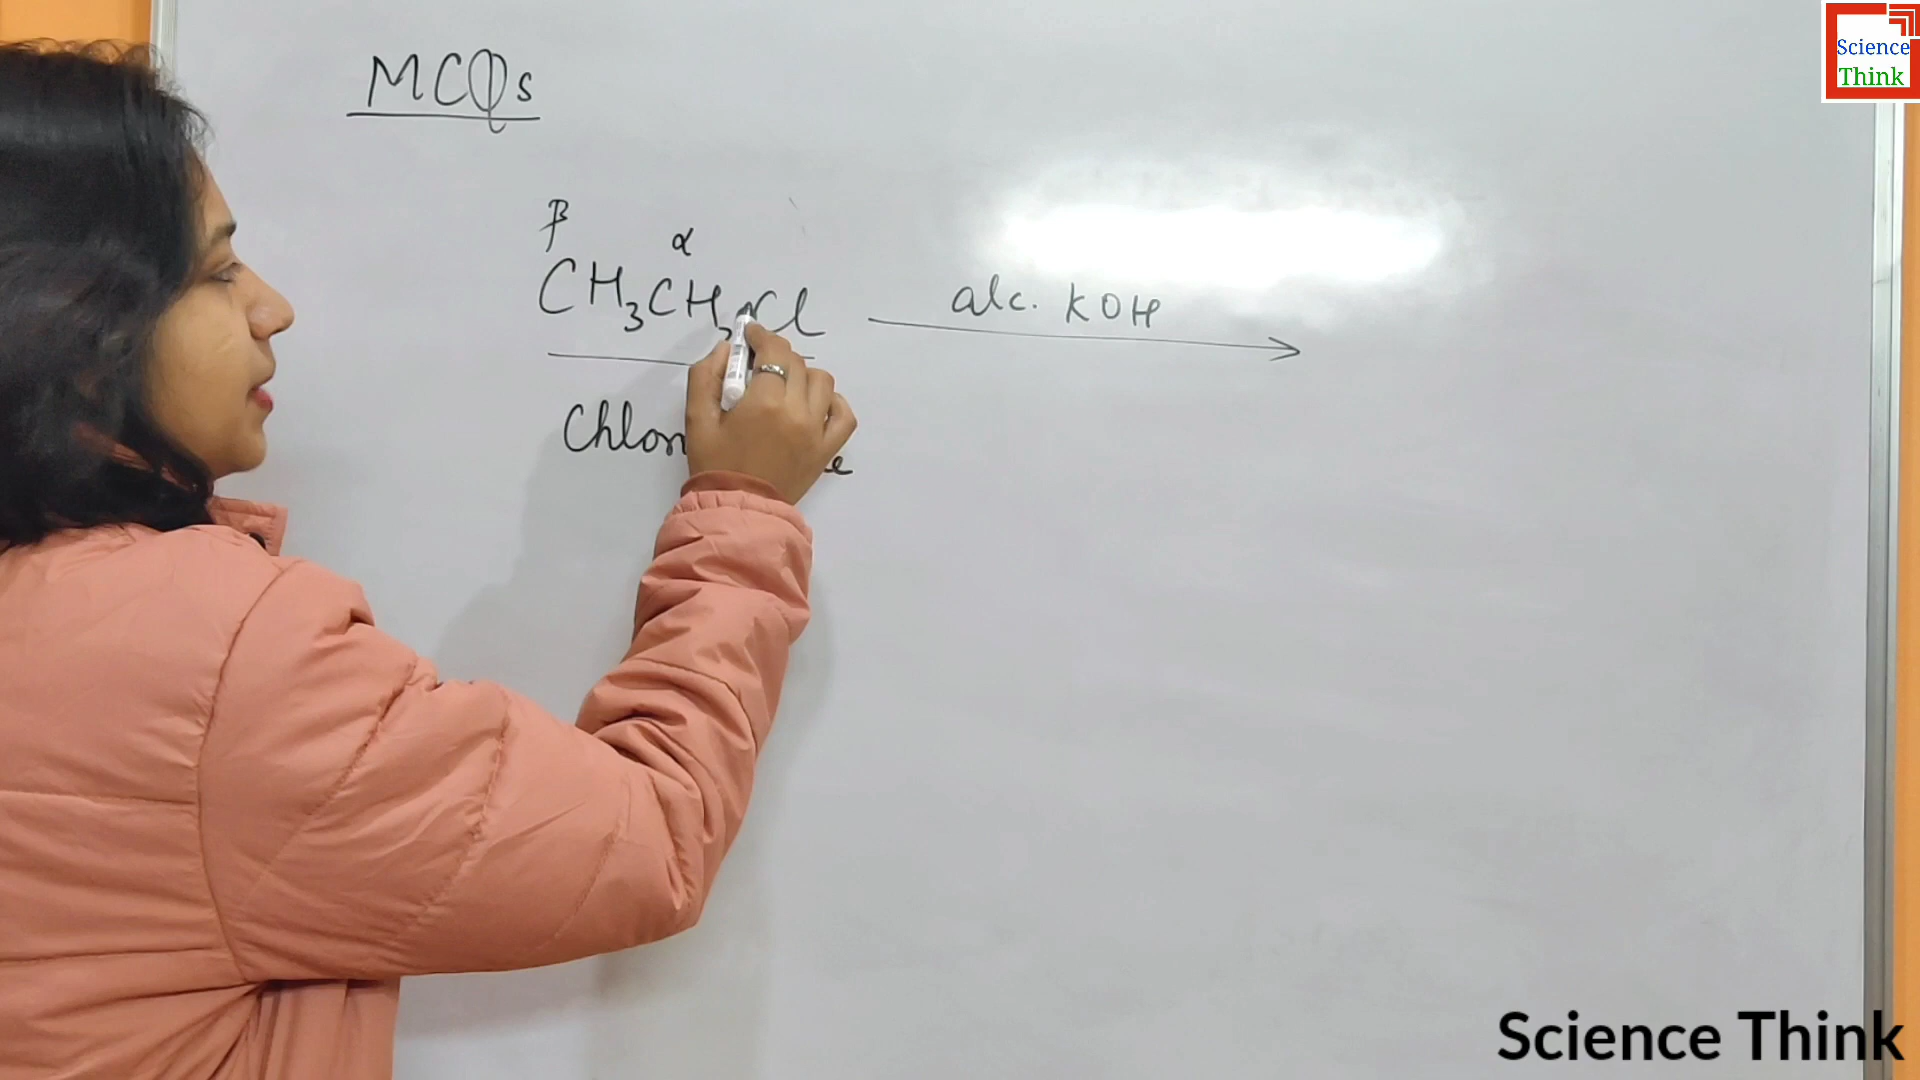 MCQs
β
α
CH₃CH₂Cl
alc. KOH
Science
Think
Science Think